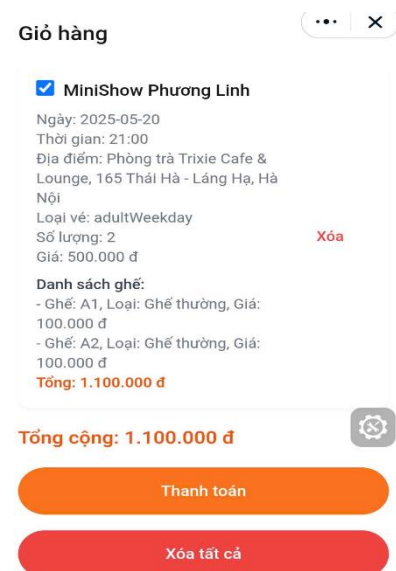 Giỏ hàng
MiniShow Phương Linh
Ngày: 2025-05-20
Thời gian: 21:00
Địa điểm: Phòng trà Trixie Cafe &
Lounge, 165 Thái Hà - Láng Hạ, Hà
Nội
Loại vé: adultWeekday
Số lượng: 2
Xóa
Giá: 500.000 đ
Danh sách ghế:
- Ghế: A1, Loại: Ghế thường, Giá:
100.000 đ
- Ghế: A2, Loại: Ghế thường, Giá:
100.000 đ
Tổng: 1.100.000 đ
Tổng cộng: 1.100.000 đ
Thanh toán
Xóa tất cả